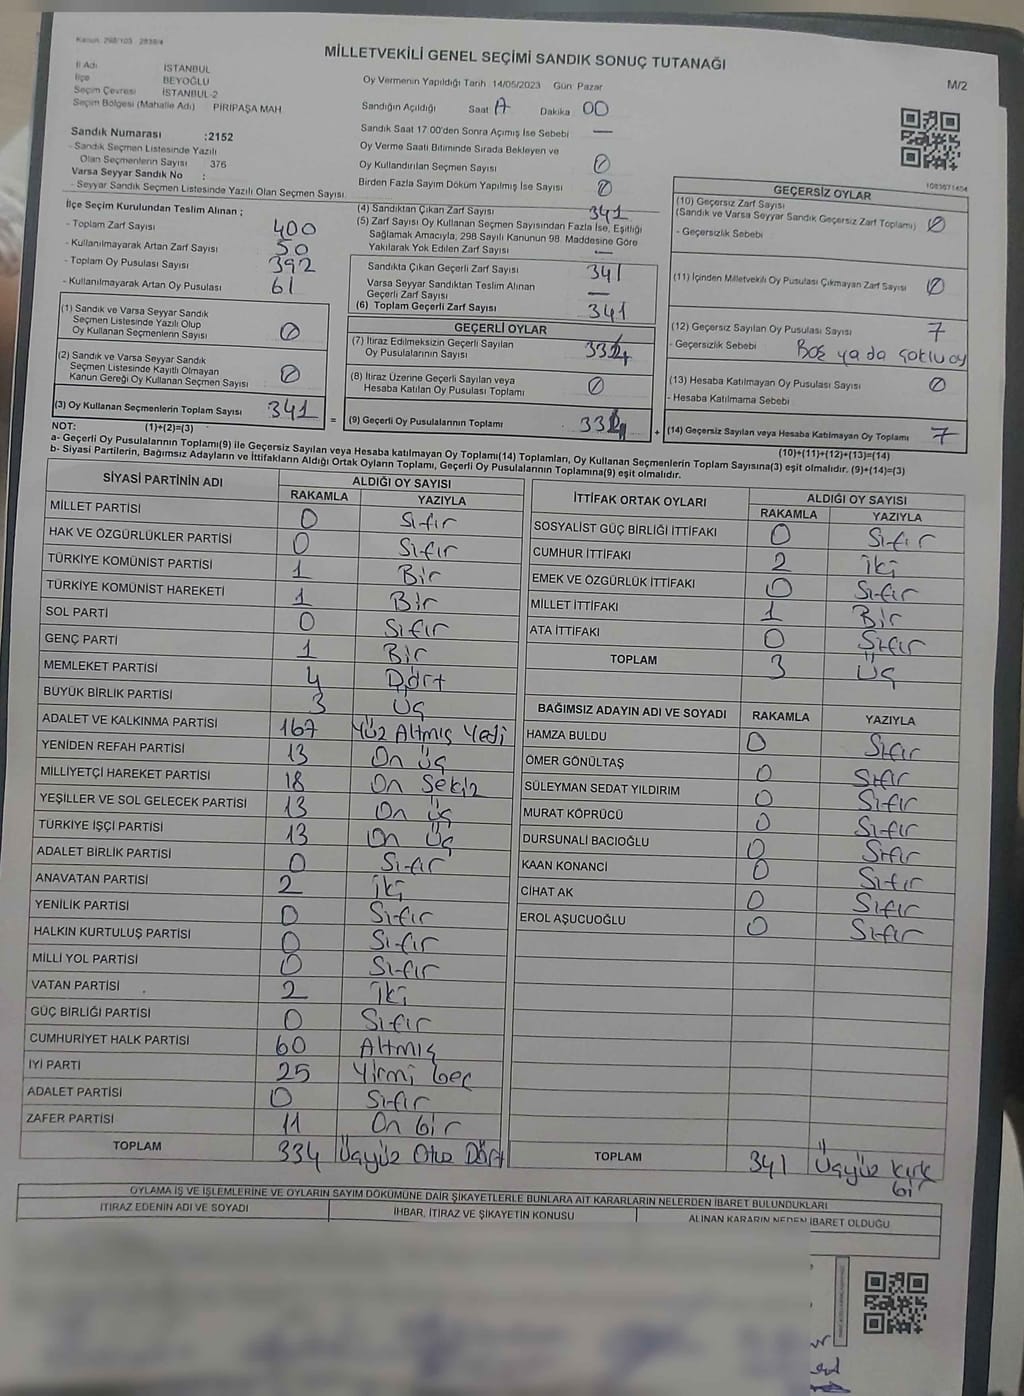 Kanun: 298/105 2839/4
MİLLETVEKİLİ GENEL SEÇİMİ SANDIK SONUÇ TUTANAĞI
M/2
İl Adı İSTANBUL
İlçe BEYOĞLU
Seçim Çevresi İSTANBUL-2
Seçim Bölgesi (Mahalle Adı) PİRİPAŞA MAH.
Oy Vermenin Yapıldığı Tarih 14/05/2023 Gün Pazar
Sandığın Açıldığı Saat Dakika 00
Sandık Saat 17.00'den Sonra Açımış İse Sebebi —
Oy Verme Saati Bitiminde Sırada Bekleyen ve
Oy Kullandırılan Seçmen Sayısı 0
Birden Fazla Sayım Döküm Yapılmış İse Sayısı 0
Sandık Numarası :2152
- Sandık Seçmen Listesinde Yazılı
Olan Seçmenlerin Sayısı 376
Varsa Seyyar Sandık No :
- Seyyar Sandık Seçmen Listesinde Yazılı Olan Seçmen Sayısı
İlçe Seçim Kurulundan Teslim Alınan ;
- Toplam Zarf Sayısı 400
- Kullanılmayarak Artan Zarf Sayısı 50
- Toplam Oy Pusulası Sayısı 392
- Kullanılmayarak Artan Oy Pusulası 61
(1) Sandık ve Varsa Seyyar Sandık
Seçmen Listesinde Yazılı Olup
Oy Kullanan Seçmenlerin Sayısı 0
(2) Sandık ve Varsa Seyyar Sandık
Seçmen Listesinde Kayıtlı Olmayan
Kanun Gereği Oy Kullanan Seçmen Sayısı 0
(3) Oy Kullanan Seçmenlerin Toplam Sayısı 341
(4) Sandıktan Çıkan Zarf Sayısı 341
(5) Zarf Sayısı Oy Kullanan Seçmen Sayısından Fazla İse, Eşitliği
Sağlamak Amacıyla, 298 Sayılı Kanunun 98. Maddesine Göre
Yakılarak Yok Edilen Zarf Sayısı —
Sandıkta Çıkan Geçerli Zarf Sayısı 341
Varsa Seyyar Sandıktan Teslim Alınan
Geçerli Zarf Sayısı —
(6) Toplam Geçerli Zarf Sayısı 341
GEÇERLİ OYLAR
(7) İtiraz Edilmeksizin Geçerli Sayılan
Oy Pusulalarının Sayısı 334
(8) İtiraz Üzerine Geçerli Sayılan veya
Hesaba Katılan Oy Pusulası Toplamı 0
= (9) Geçerli Oy Pusulalarının Toplamı 334
1083671454
GEÇERSİZ OYLAR
(10) Geçersiz Zarf Sayısı
(Sandık ve Varsa Seyyar Sandık Geçersiz Zarf Toplamı) 0
- Geçersizlik Sebebi
(11) İçinden Milletvekili Oy Pusulası Çıkmayan Zarf Sayısı 0
(12) Geçersiz Sayılan Oy Pusulası Sayısı 7
- Geçersizlik Sebebi Boş ya da çoklu oy
(13) Hesaba Katılmayan Oy Pusulası Sayısı 0
- Hesaba Katılmama Sebebi
+ (14) Geçersiz Sayılan veya Hesaba Katılmayan Oy Toplamı 7
NOT: (1)+(2)=(3) (10)+(11)+(12)+(13)=(14)
a- Geçerli Oy Pusulalarının Toplamı(9) ile Geçersiz Sayılan veya Hesaba katılmayan Oy Toplamı(14) Toplamları, Oy Kullanan Seçmenlerin Toplam Sayısına(3) eşit olmalıdır. (9)+(14)=(3)
b- Siyasi Partilerin, Bağımsız Adayların ve İttifakların Aldığı Ortak Oyların Toplamı, Geçerli Oy Pusulalarının Toplamına(9) eşit olmalıdır.
SİYASİ PARTİNİN ADI ALDIĞI OY SAYISI
RAKAMLA YAZIYLA
MİLLET PARTİSİ 0 Sıfır
HAK VE ÖZGÜRLÜKLER PARTİSİ 0 Sıfır
TÜRKİYE KOMÜNİST PARTİSİ 1 Bir
TÜRKİYE KOMÜNİST HAREKETİ 1 Bir
SOL PARTİ 0 Sıfır
GENÇ PARTİ 1 Bir
MEMLEKET PARTİSİ 4 Dört
BÜYÜK BİRLİK PARTİSİ 3 Üç
ADALET VE KALKINMA PARTİSİ 167 Yüz Altmış Yedi
YENİDEN REFAH PARTİSİ 13 On üç
MİLLİYETÇİ HAREKET PARTİSİ 18 On Sekiz
YEŞİLLER VE SOL GELECEK PARTİSİ 13 On üç
TÜRKİYE İŞÇİ PARTİSİ 13 On Üç
ADALET BİRLİK PARTİSİ 0 Sıfır
ANAVATAN PARTİSİ 2 İki
YENİLİK PARTİSİ 0 Sıfır
HALKIN KURTULUŞ PARTİSİ 0 Sıfır
MİLLİ YOL PARTİSİ 0 Sıfır
VATAN PARTİSİ 2 İki
GÜÇ BİRLİĞİ PARTİSİ 0 Sıfır
CUMHURİYET HALK PARTİSİ 60 Altmış
İYİ PARTİ 25 Yirmi beş
ADALET PARTİSİ 0 Sıfır
ZAFER PARTİSİ 11 On bir
TOPLAM 334 Üçyüz Otuz Dört
İTTİFAK ORTAK OYLARI ALDIĞI OY SAYISI
RAKAMLA YAZIYLA
SOSYALİST GÜÇ BİRLİĞİ İTTİFAKI 0 Sıfır
CUMHUR İTTİFAKI 2 İki
EMEK VE ÖZGÜRLÜK İTTİFAKI 0 Sıfır
MİLLET İTTİFAKI 1 Bir
ATA İTTİFAKI 0 Sıfır
TOPLAM 3 Üç
BAĞIMSIZ ADAYIN ADI VE SOYADI RAKAMLA YAZIYLA
HAMZA BULDU 0 Sıfır
ÖMER GÖNÜLTAŞ 0 Sıfır
SÜLEYMAN SEDAT YILDIRIM 0 Sıfır
MURAT KÖPRÜCÜ 0 Sıfır
DURSUNALİ BACIOĞLU 0 Sıfır
KAAN KONANCI 0 Sıfır
CİHAT AK 0 Sıfır
EROL AŞUCUOĞLU 0 Sıfır
TOPLAM 341 Üçyüz kırk
bir
OYLAMA İŞ VE İŞLEMLERİNE VE OYLARIN SAYIM DÖKÜMÜNE DAİR ŞİKAYETLERLE BUNLARA AİT KARARLARIN NELERDEN İBARET BULUNDUKLARI
İTİRAZ EDENİN ADI VE SOYADI İHBAR, İTİRAZ VE ŞİKAYETİN KONUSU ALINAN KARARIN NEDEN İBARET OLDUĞU